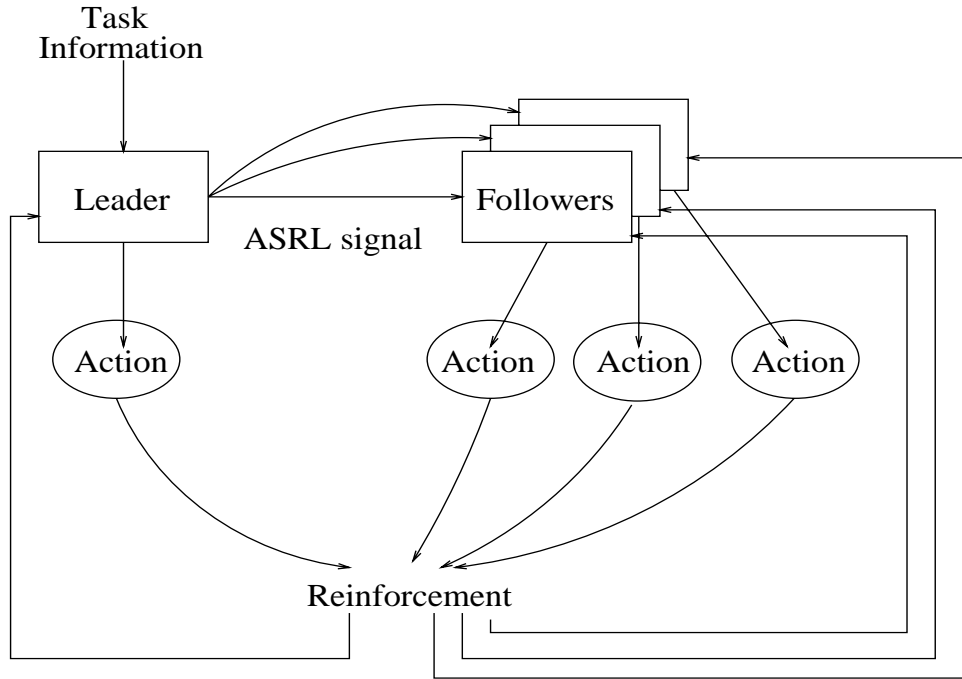 Task
Information
Leader
Followers
ASRL signal
Action
Action
Action
Action
Reinforcement